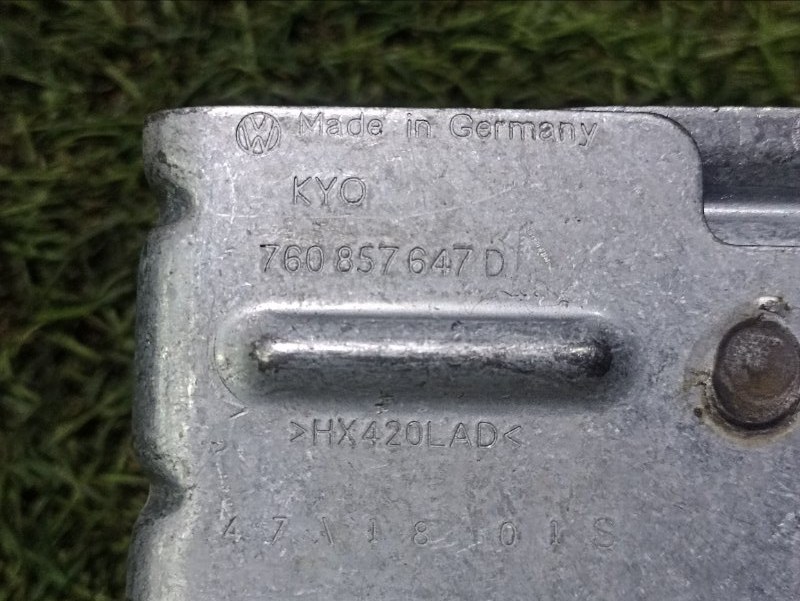 Made in Germany
KYO
760 857 647 D
>HX420LAD<